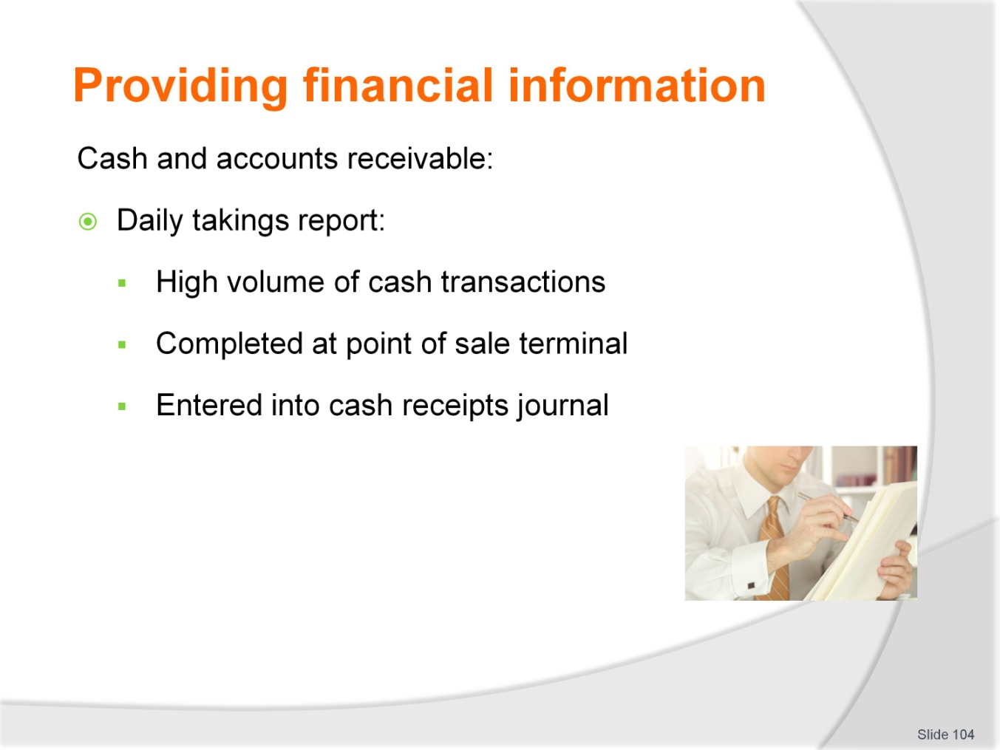 Providing financial information
Cash and accounts receivable:
Daily takings report:
High volume of cash transactions
Completed at point of sale terminal
Entered into cash receipts journal
Slide 104